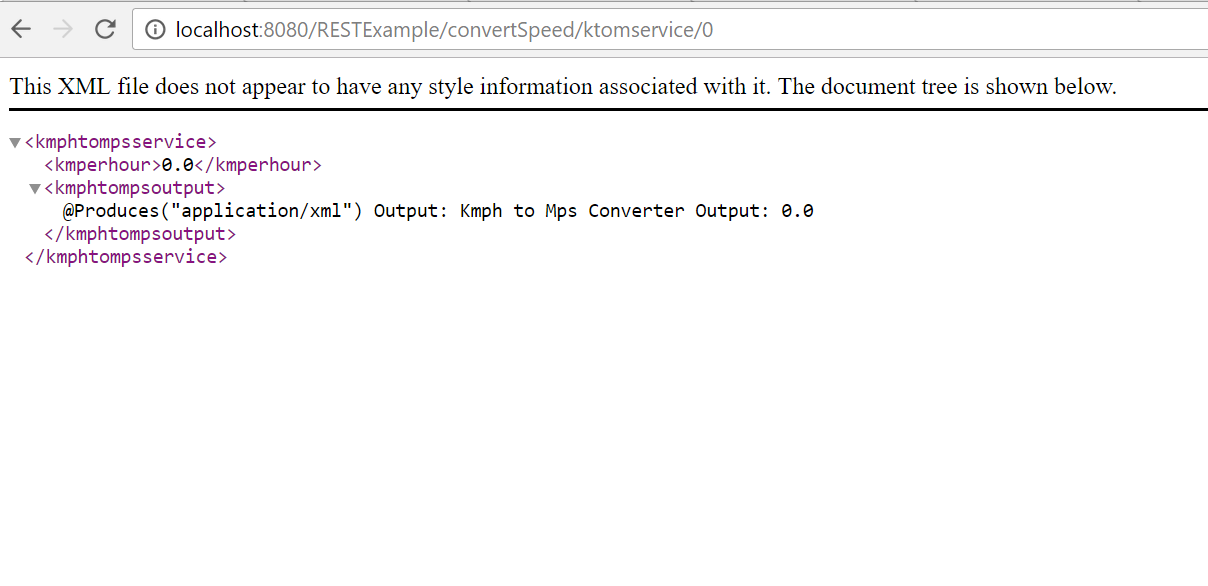 localhost:8080/RESTExample/convertSpeed/ktomservice/0
This XML file does not appear to have any style information associated with it. The document tree is shown below.
<kmphtompsservice>
<kmperhour>0.0</kmperhour>
<kmphtompsoutput>
@Produces("application/xml") Output: Kmph to Mps Converter Output: 0.0
</kmphtompsoutput>
</kmphtompsservice>